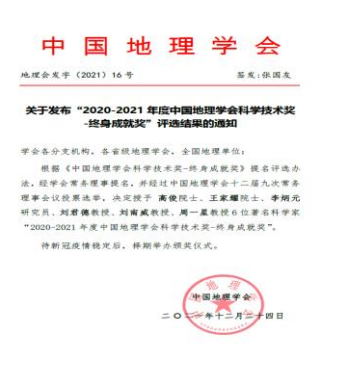 中国地理学会
地理会发字（2021）16号 签发：张国友
关于发布“2020-2021年度中国地理学会科学技术奖
-终身成就奖”评选结果的通知
学会各分支机构，各省级地理学会，全国地理单位：
根据《中国地理学会科学技术奖-终身成就奖》提名评选办
法，经学会常务理事提名，并经过中国地理学会十二届九次常务
理事会议投票选举，决定授予 高俊院士、王家耀院士、李炳元
研究员、刘君德教授、刘南威教授、周一星教授6位著名科学家
“2020-2021年度中国地理学会科学技术奖-终身成就奖”。
待新冠疫情稳定后，择期举办颁奖仪式。
中国地理学会
二〇二一年十二月二十四日